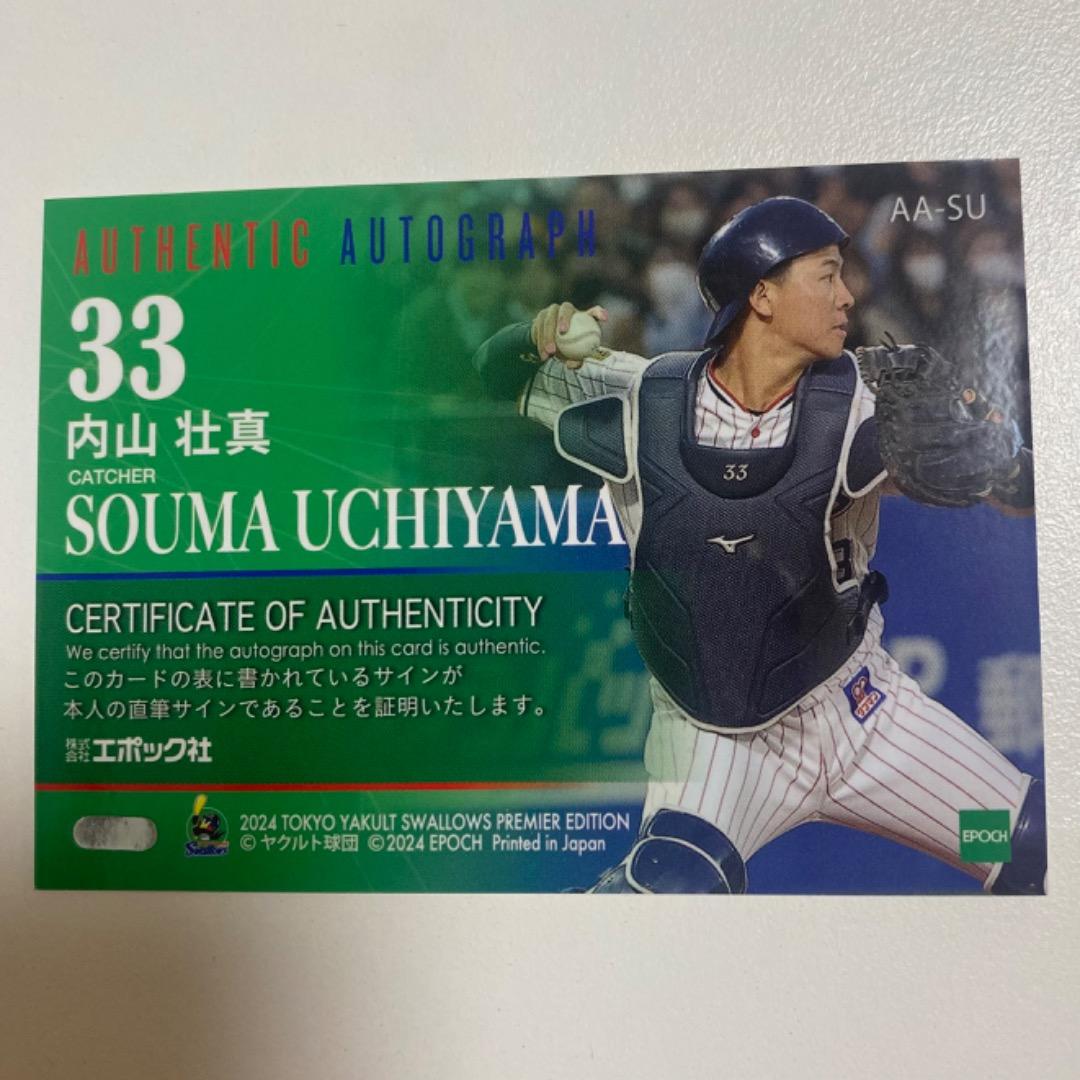 AUTHENTIC AUTOGRAPH
AA-SU
33
内山 壮真
CATCHER
SOUMA UCHIYAMA
33
CERTIFICATE OF AUTHENTICITY
We certify that the autograph on this card is authentic.
このカードの表に書かれているサインが
本人の直筆サインであることを証明いたします。
株式会社エポック社
Swallows
2024 TOKYO YAKULT SWALLOWS PREMIER EDITION
© ヤクルト球団 ©2024 EPOCH Printed in Japan
EPOCH